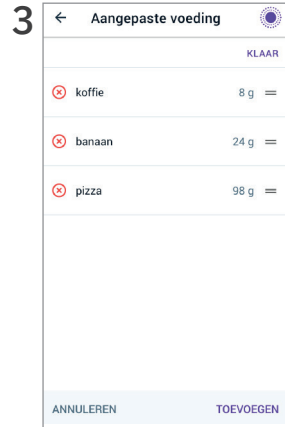 3
Aangepaste voeding
KLAAR
koffie 8 g
banaan 24 g
pizza 98 g
ANNULEREN TOEVOEGEN